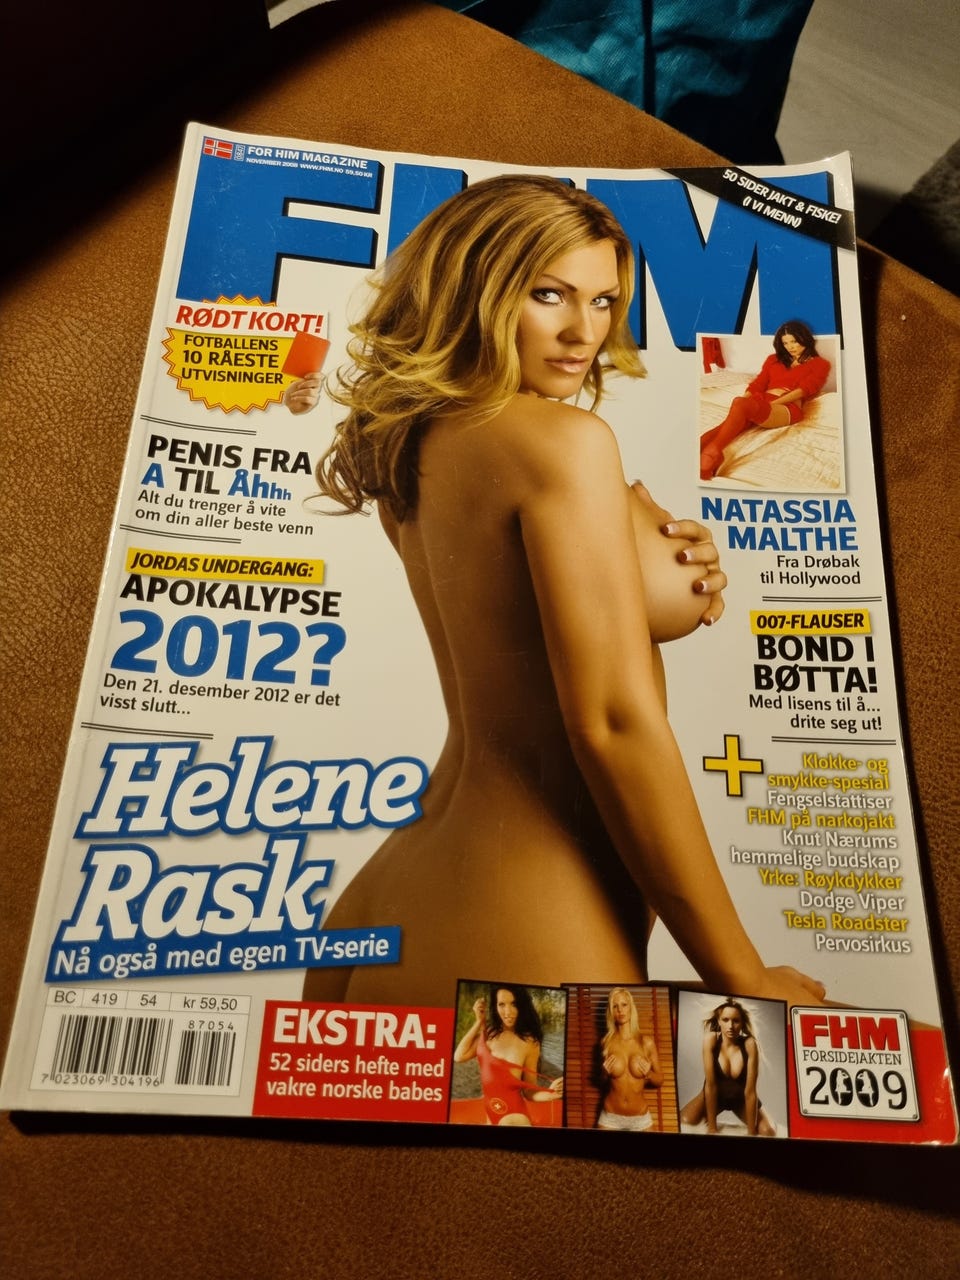 FOR HIM MAGAZINE
NOVEMBER 2008 WWW.FHM.NO 59,50 KR
FHM
50 SIDER JAKT & FISKE!
(I VI MENN)
RØDT KORT!
FOTBALLENS
10 RÅESTE
UTVISNINGER
PENIS FRA
A TIL Åhhh
Alt du trenger å vite
om din aller beste venn
JORDAS UNDERGANG:
APOKALYPSE
2012?
Den 21. desember 2012 er det
visst slutt...
NATASSIA
MALTHE
Fra Drøbak
til Hollywood
007-FLAUSER
BOND I
BØTTA!
Med lisens til å...
drite seg ut!
+
Klokke- og
smykke-spesial
Fengselstattiser
FHM på narkojakt
Knut Nærums
hemmelige budskap
Yrke: Røykdykker
Dodge Viper
Tesla Roadster
Pervosirkus
Helene
Rask
Nå også med egen TV-serie
BC 419 54 kr 59,50
87054
7 023069 304196
EKSTRA:
52 siders hefte med
vakre norske babes
FHM
FORSIDEJAKTEN
2009